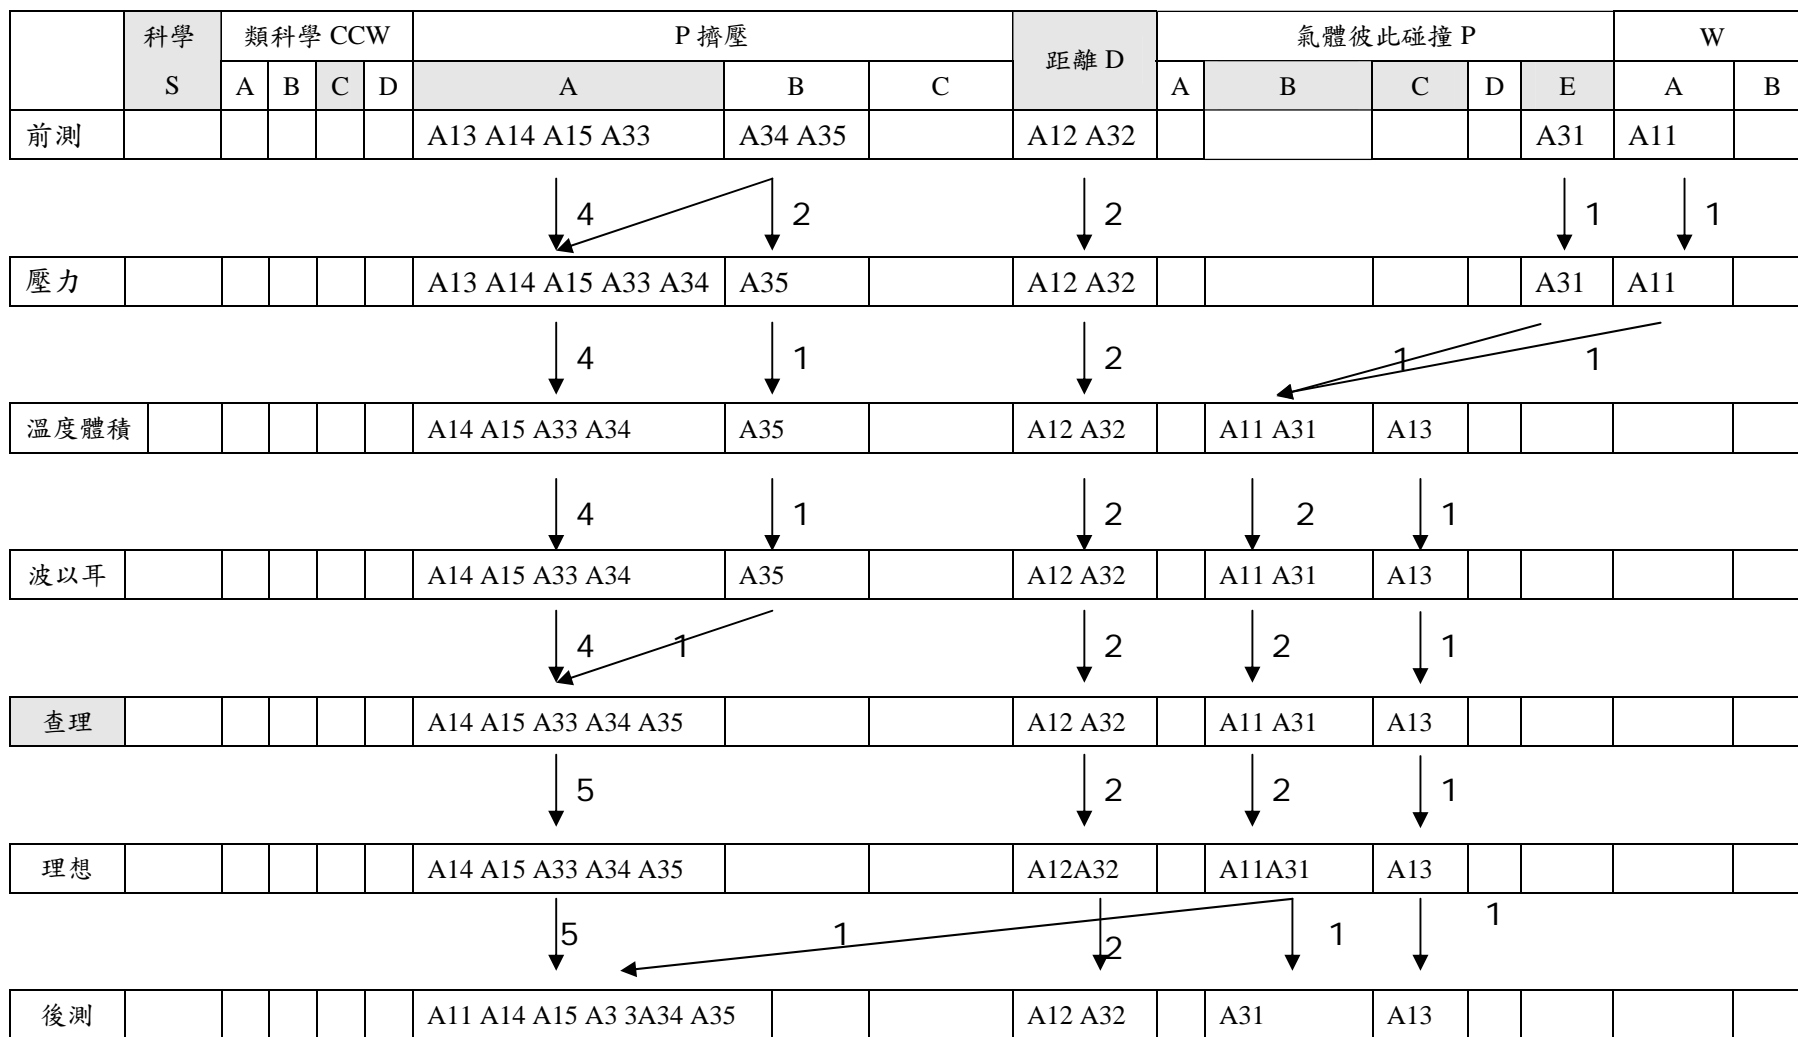 科學 類科學 CCW P 擠壓 距離 D 氣體彼此碰撞 P W
S A B C D A B C A B C D E A B
前測 A13 A14 A15 A33 A34 A35 A12 A32 A31 A11
4 2 2 1 1
壓力 A13 A14 A15 A33 A34 A35 A12 A32 A31 A11
4 1 2 1 1
溫度體積 A14 A15 A33 A34 A35 A12 A32 A11 A31 A13
4 1 2 2 1
波以耳 A14 A15 A33 A34 A35 A12 A32 A11 A31 A13
4 1 2 2 1
查理 A14 A15 A33 A34 A35 A12 A32 A11 A31 A13
5 2 2 1
理想 A14 A15 A33 A34 A35 A12A32 A11A31 A13
5 1 2 1 1
後測 A11 A14 A15 A3 3A34 A35 A12 A32 A31 A13